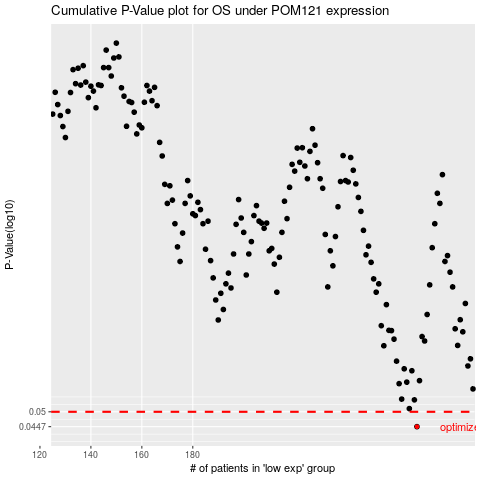 Cumulative P-Value plot for OS under POM121 expression
P-Value(log10)
0.05
0.0447
optimize
120 140 160 180
# of patients in 'low exp' group